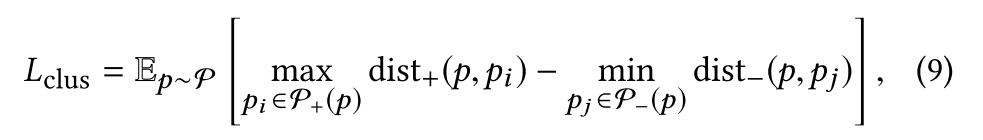 L_clus = 𝔼_{p∼𝒫} [ max_{p_i∈𝒫_+(p)} dist_+(p, p_i) − min_{p_j∈𝒫_−(p)} dist_−(p, p_j) ] , (9)